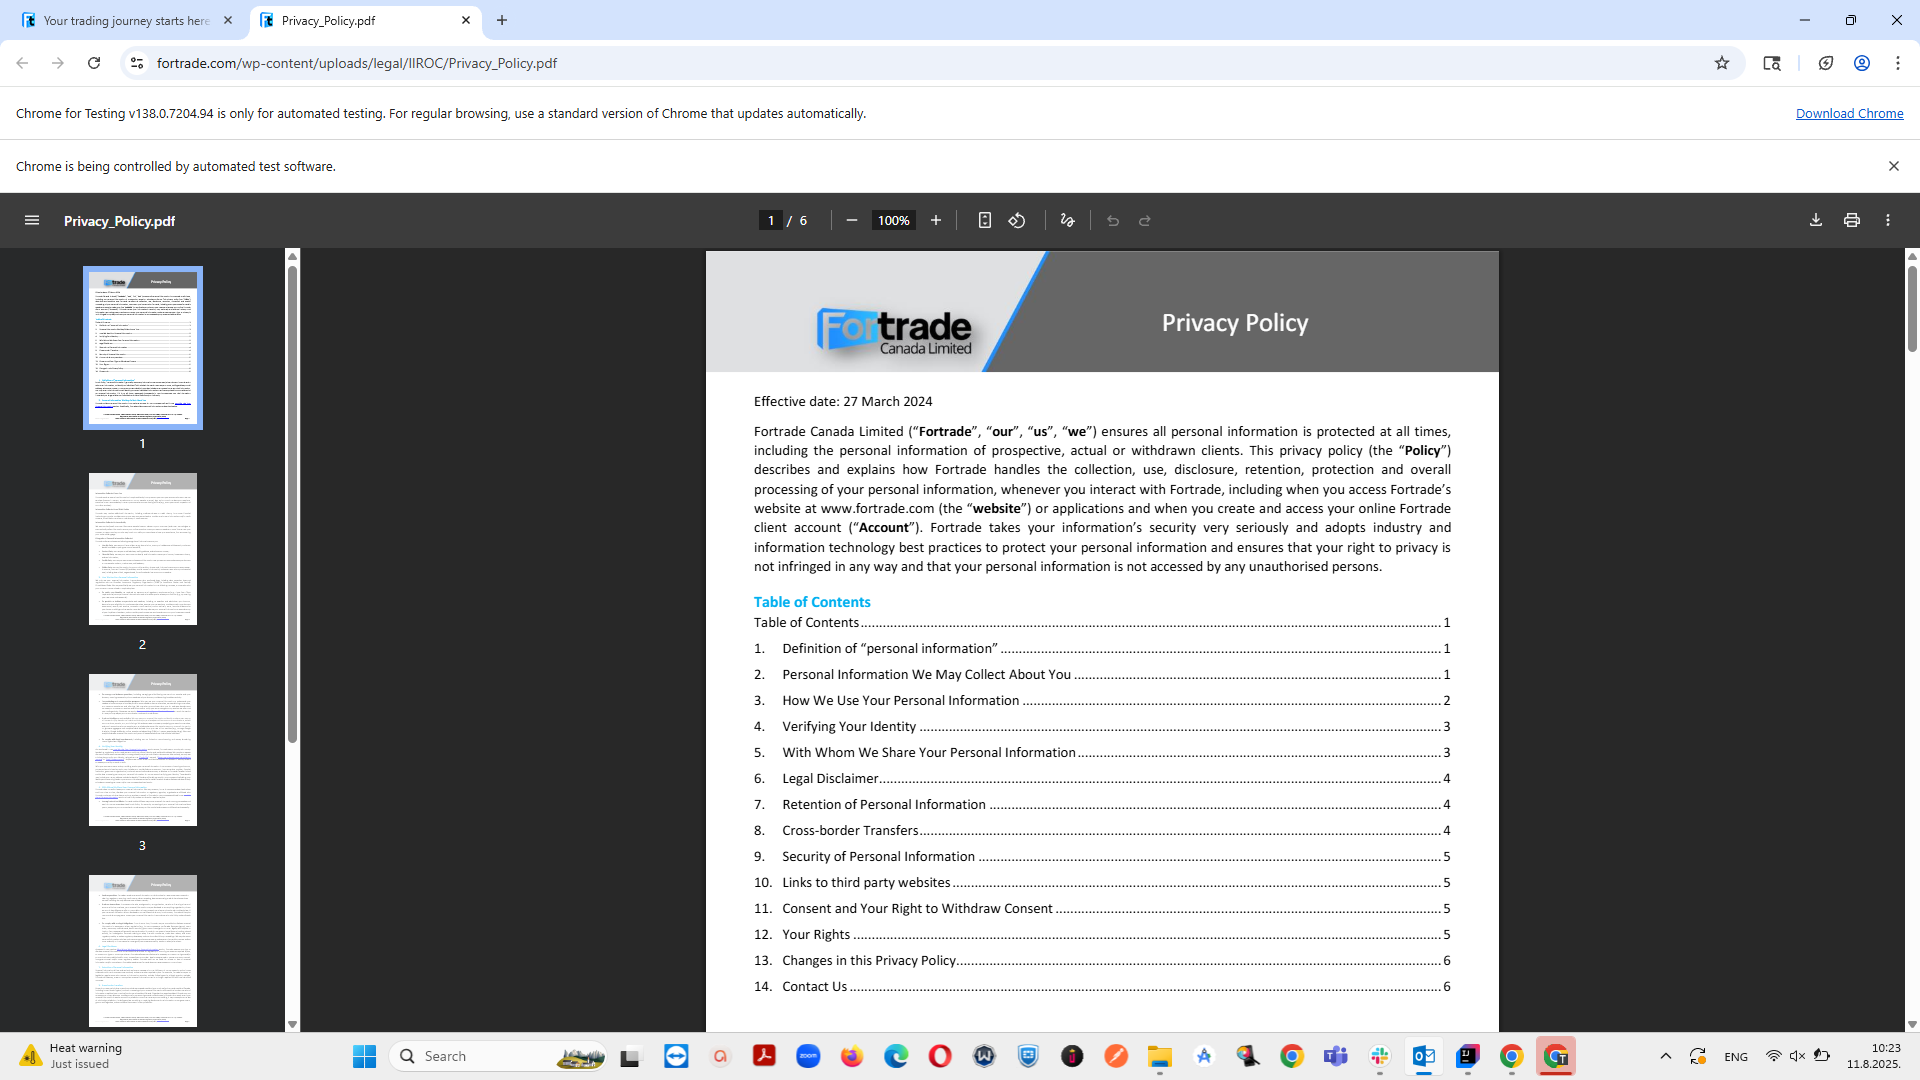 Your trading journey starts here
Privacy_Policy.pdf
fortrade.com/wp-content/uploads/legal/IIROC/Privacy_Policy.pdf
Chrome for Testing v138.0.7204.94 is only for automated testing. For regular browsing, use a standard version of Chrome that updates automatically.
Download Chrome
Chrome is being controlled by automated test software.
Privacy_Policy.pdf
1 / 6
100%
1
2
3
Fortrade
Canada Limited
Privacy Policy
Effective date: 27 March 2024
Fortrade Canada Limited (“Fortrade”, “our”, “us”, “we”) ensures all personal information is protected at all times,
including the personal information of prospective, actual or withdrawn clients. This privacy policy (the “Policy”)
describes and explains how Fortrade handles the collection, use, disclosure, retention, protection and overall
processing of your personal information, whenever you interact with Fortrade, including when you access Fortrade’s
website at www.fortrade.com (the “website”) or applications and when you create and access your online Fortrade
client account (“Account”). Fortrade takes your information’s security very seriously and adopts industry and
information technology best practices to protect your personal information and ensures that your right to privacy is
not infringed in any way and that your personal information is not accessed by any unauthorised persons.
Table of Contents
Table of Contents 1
1. Definition of “personal information” 1
2. Personal Information We May Collect About You 1
3. How We Use Your Personal Information 2
4. Verifying Your Identity 3
5. With Whom We Share Your Personal Information 3
6. Legal Disclaimer 4
7. Retention of Personal Information 4
8. Cross-border Transfers 4
9. Security of Personal Information 5
10. Links to third party websites 5
11. Consent and Your Right to Withdraw Consent 5
12. Your Rights 5
13. Changes in this Privacy Policy 6
14. Contact Us 6
Heat warning
Just issued
Search
zoom
ENG
10:23
11.8.2025.